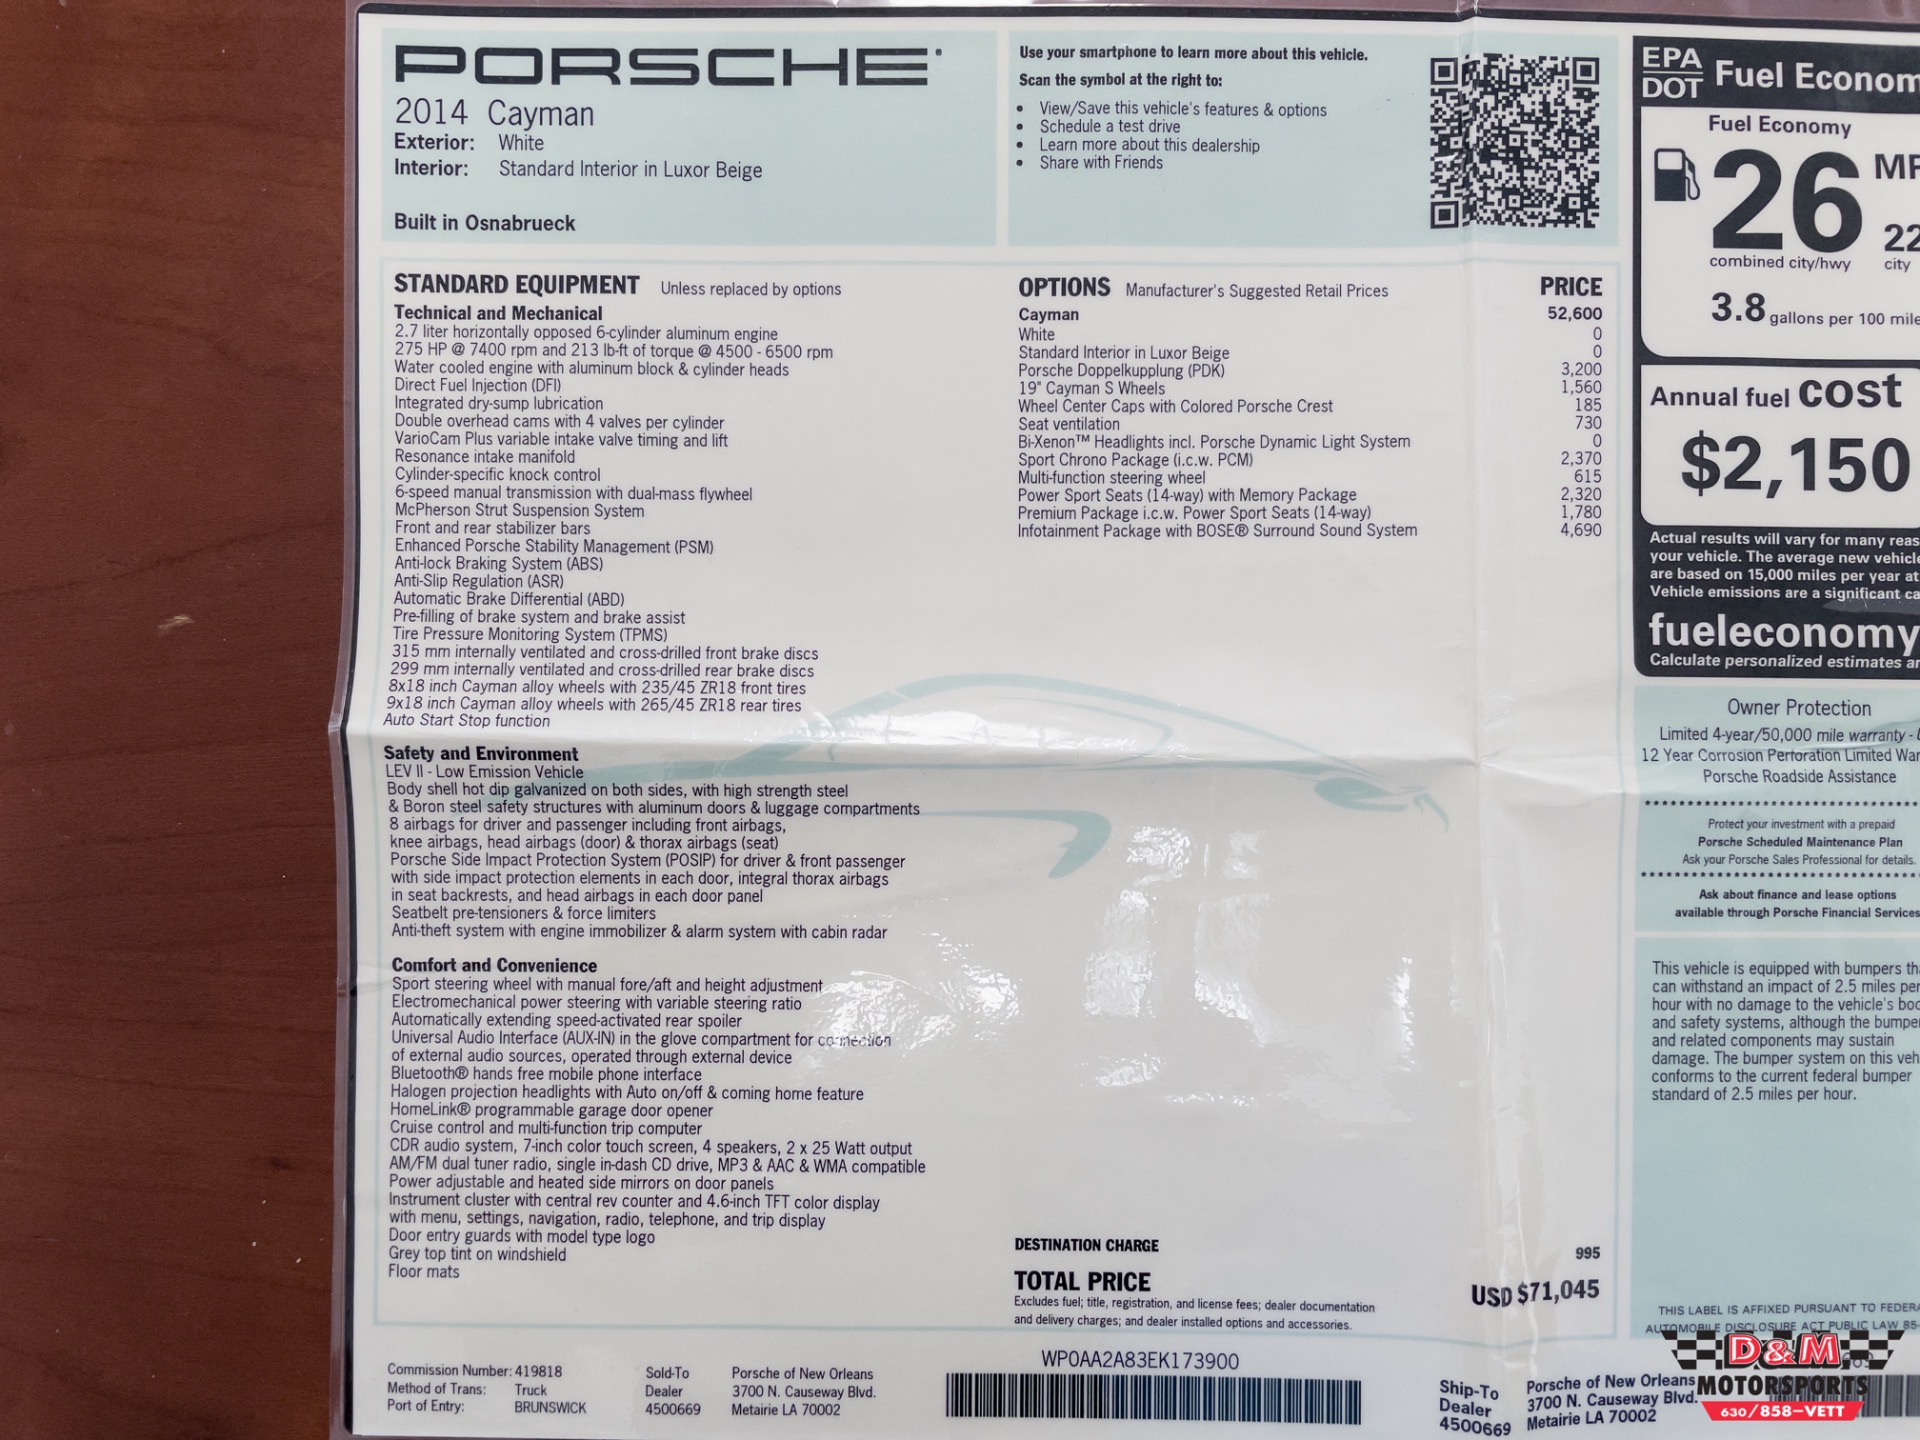 PORSCHE
2014 Cayman
Exterior: White
Interior: Standard Interior in Luxor Beige
Built in Osnabrueck
Use your smartphone to learn more about this vehicle.
Scan the symbol at the right to:
• View/Save this vehicle's features & options
• Schedule a test drive
• Learn more about this dealership
• Share with Friends
STANDARD EQUIPMENT Unless replaced by options
Technical and Mechanical
2.7 liter horizontally opposed 6-cylinder aluminum engine
275 HP @ 7400 rpm and 213 lb-ft of torque @ 4500 - 6500 rpm
Water cooled engine with aluminum block & cylinder heads
Direct Fuel Injection (DFI)
Integrated dry-sump lubrication
Double overhead cams with 4 valves per cylinder
VarioCam Plus variable intake valve timing and lift
Resonance intake manifold
Cylinder-specific knock control
6-speed manual transmission with dual-mass flywheel
McPherson Strut Suspension System
Front and rear stabilizer bars
Enhanced Porsche Stability Management (PSM)
Anti-lock Braking System (ABS)
Anti-Slip Regulation (ASR)
Automatic Brake Differential (ABD)
Pre-filling of brake system and brake assist
Tire Pressure Monitoring System (TPMS)
315 mm internally ventilated and cross-drilled front brake discs
299 mm internally ventilated and cross-drilled rear brake discs
8x18 inch Cayman alloy wheels with 235/45 ZR18 front tires
9x18 inch Cayman alloy wheels with 265/45 ZR18 rear tires
Auto Start Stop function
Safety and Environment
LEV II - Low Emission Vehicle
Body shell hot dip galvanized on both sides, with high strength steel
& Boron steel safety structures with aluminum doors & luggage compartments
8 airbags for driver and passenger including front airbags,
knee airbags, head airbags (door) & thorax airbags (seat)
Porsche Side Impact Protection System (POSIP) for driver & front passenger
with side impact protection elements in each door, integral thorax airbags
in seat backrests, and head airbags in each door panel
Seatbelt pre-tensioners & force limiters
Anti-theft system with engine immobilizer & alarm system with cabin radar
Comfort and Convenience
Sport steering wheel with manual fore/aft and height adjustment
Electromechanical power steering with variable steering ratio
Automatically extending speed-activated rear spoiler
Universal Audio Interface (AUX-IN) in the glove compartment for connection
of external audio sources, operated through external device
Bluetooth® hands free mobile phone interface
Halogen projection headlights with Auto on/off & coming home feature
HomeLink® programmable garage door opener
Cruise control and multi-function trip computer
CDR audio system, 7-inch color touch screen, 4 speakers, 2 x 25 Watt output
AM/FM dual tuner radio, single in-dash CD drive, MP3 & AAC & WMA compatible
Power adjustable and heated side mirrors on door panels
Instrument cluster with central rev counter and 4.6-inch TFT color display
with menu, settings, navigation, radio, telephone, and trip display
Door entry guards with model type logo
Grey top tint on windshield
Floor mats
OPTIONS Manufacturer's Suggested Retail Prices PRICE
Cayman 52,600
White 0
Standard Interior in Luxor Beige 0
Porsche Doppelkupplung (PDK) 3,200
19" Cayman S Wheels 1,560
Wheel Center Caps with Colored Porsche Crest 185
Seat ventilation 730
Bi-Xenon™ Headlights incl. Porsche Dynamic Light System 0
Sport Chrono Package (i.c.w. PCM) 2,370
Multi-function steering wheel 615
Power Sport Seats (14-way) with Memory Package 2,320
Premium Package i.c.w. Power Sport Seats (14-way) 1,780
Infotainment Package with BOSE® Surround Sound System 4,690
DESTINATION CHARGE 995
TOTAL PRICE USD $71,045
Excludes fuel; title, registration, and license fees; dealer documentation
and delivery charges; and dealer installed options and accessories.
EPA
DOT
Fuel Econom
Fuel Economy
26 MP
combined city/hwy
22
city
3.8 gallons per 100 mile
Annual fuel cost
$2,150
Actual results will vary for many reas
your vehicle. The average new vehicle
are based on 15,000 miles per year at
Vehicle emissions are a significant ca
fueleconomy
Calculate personalized estimates an
Owner Protection
Limited 4-year/50,000 mile warranty -
12 Year Corrosion Perforation Limited War
Porsche Roadside Assistance
Protect your investment with a prepaid
Porsche Scheduled Maintenance Plan
Ask your Porsche Sales Professional for details.
Ask about finance and lease options
available through Porsche Financial Services
This vehicle is equipped with bumpers tha
can withstand an impact of 2.5 miles per
hour with no damage to the vehicle's bod
and safety systems, although the bumper
and related components may sustain
damage. The bumper system on this veh
conforms to the current federal bumper
standard of 2.5 miles per hour.
THIS LABEL IS AFFIXED PURSUANT TO FEDERA
AUTOMOBILE DISCLOSURE ACT PUBLIC LAW 85-
Commission Number: 419818
Method of Trans: Truck
Port of Entry: BRUNSWICK
Sold-To
Dealer
4500669
Porsche of New Orleans
3700 N. Causeway Blvd.
Metairie LA 70002
WP0AA2A83EK173900
Ship-To
Dealer
4500669
Porsche of New Orleans
3700 N. Causeway Blvd.
Metairie LA 70002
D&M
MOTORSPORTS
630/858-VETT